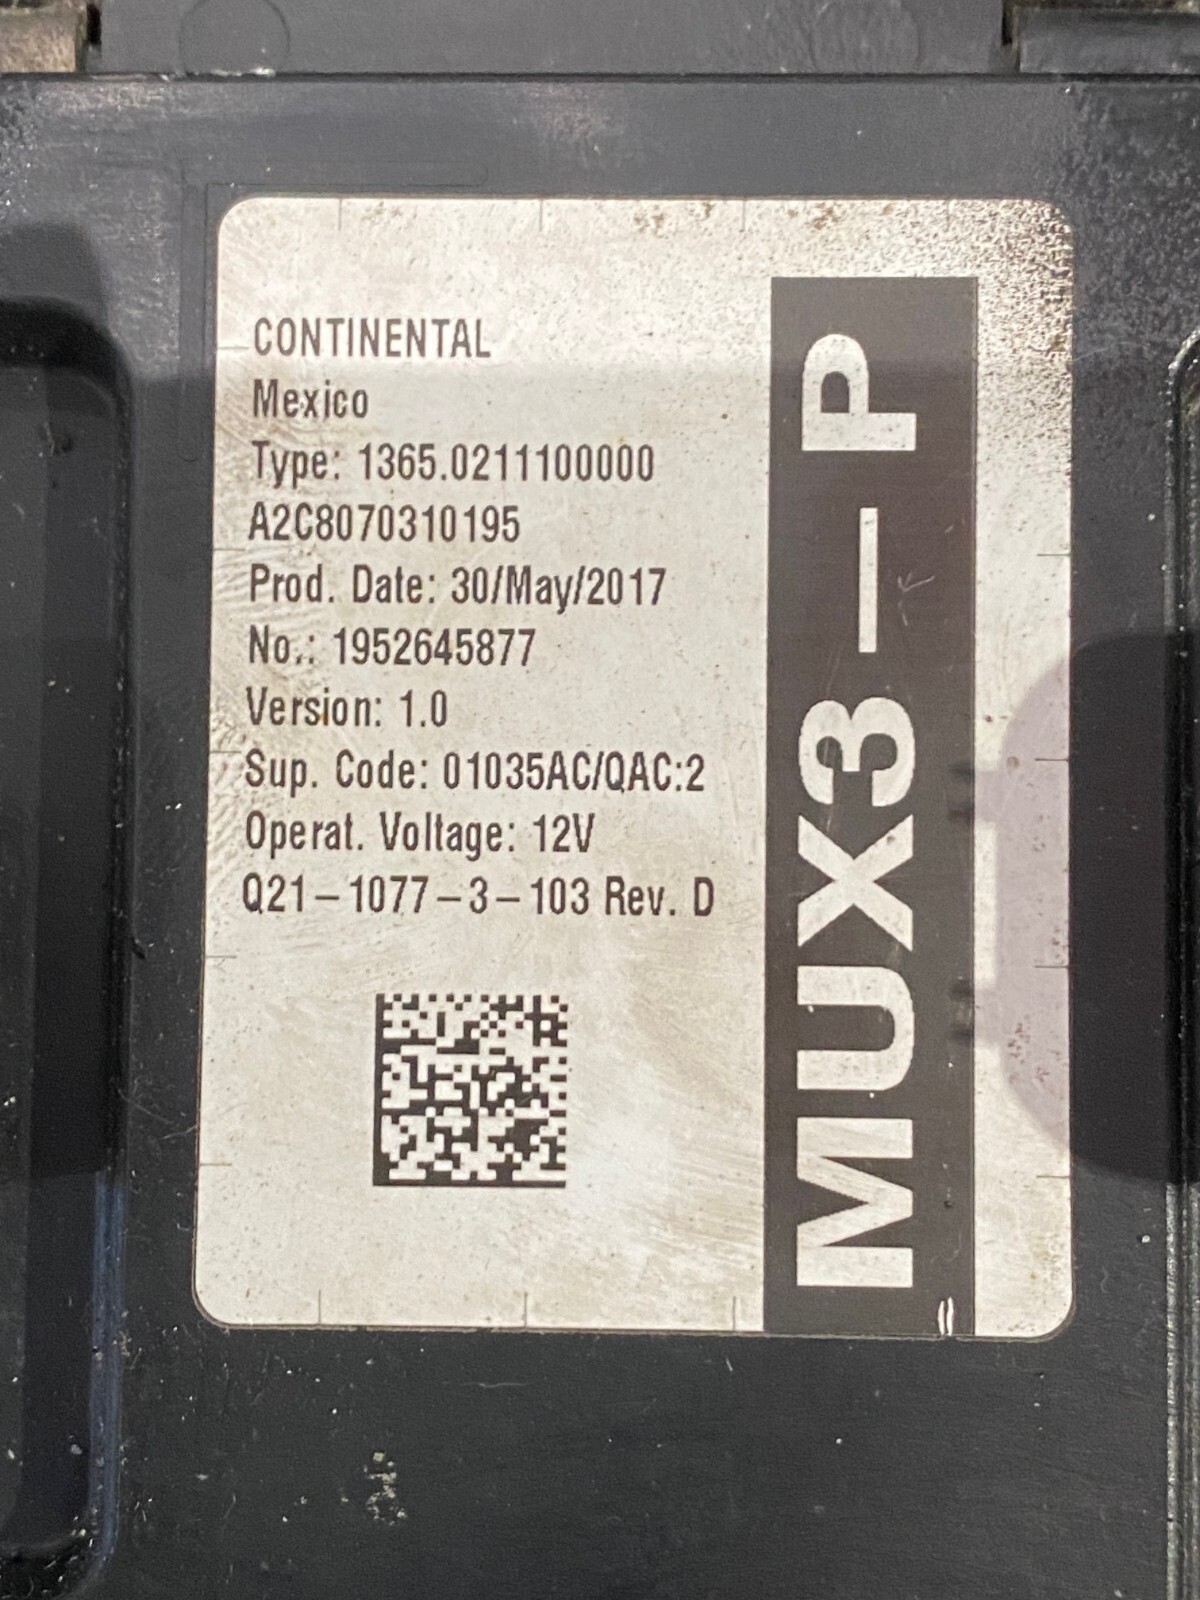 CONTINENTAL
Mexico
Type: 1365.0211100000
A2C8070310195
Prod. Date: 30/May/2017
No.: 1952645877
Version: 1.0
Sup. Code: 01035AC/QAC:2
Operat. Voltage: 12V
Q21-1077-3-103 Rev. D
MUX3-P